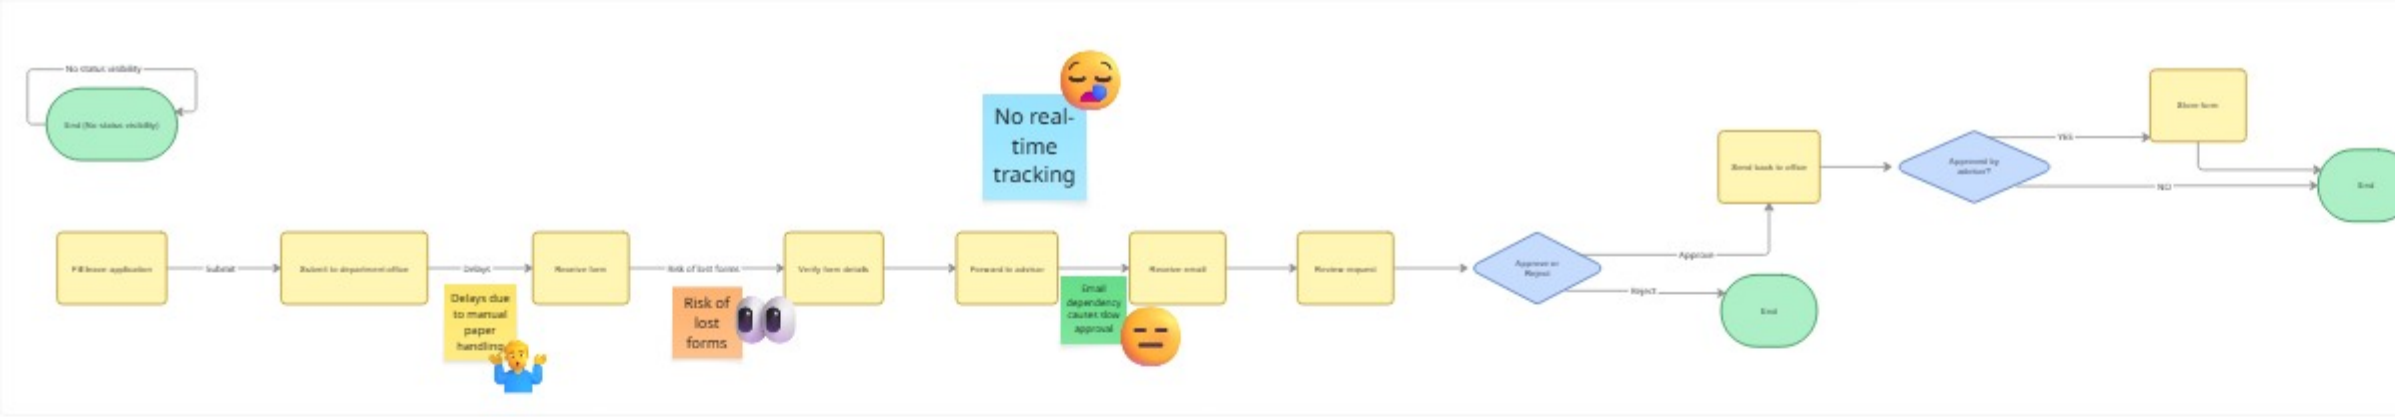 No status visibility
End (No status visibility)
No real-
time
tracking
Fill leave application
Submit
Submit to department office
Delays
Receive form
Risk of lost forms
Verify form details
Forward to advisor
Receive email
Review request
Approve or
Reject
Approve
Reject
End
Send back to office
Approved by
advisor?
YES
NO
Store form
End
Delays due
to manual
paper
handling
Risk of
lost
forms
Email
dependency
causes slow
approval